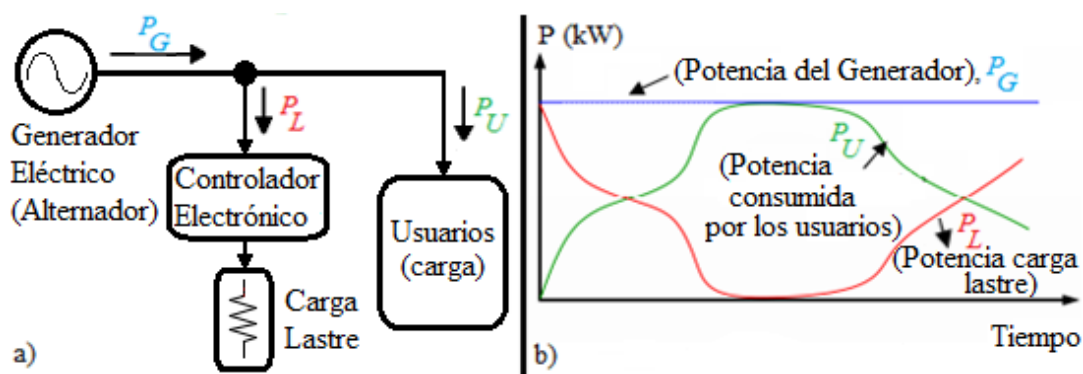 P_G
Generador
Eléctrico
(Alternador)
P_L
Controlador
Electrónico
Carga
Lastre
P_U
Usuarios
(carga)
a)
P (kW)
(Potencia del Generador), P_G
P_U
(Potencia
consumida
por los usuarios)
P_L
(Potencia carga
lastre)
Tiempo
b)